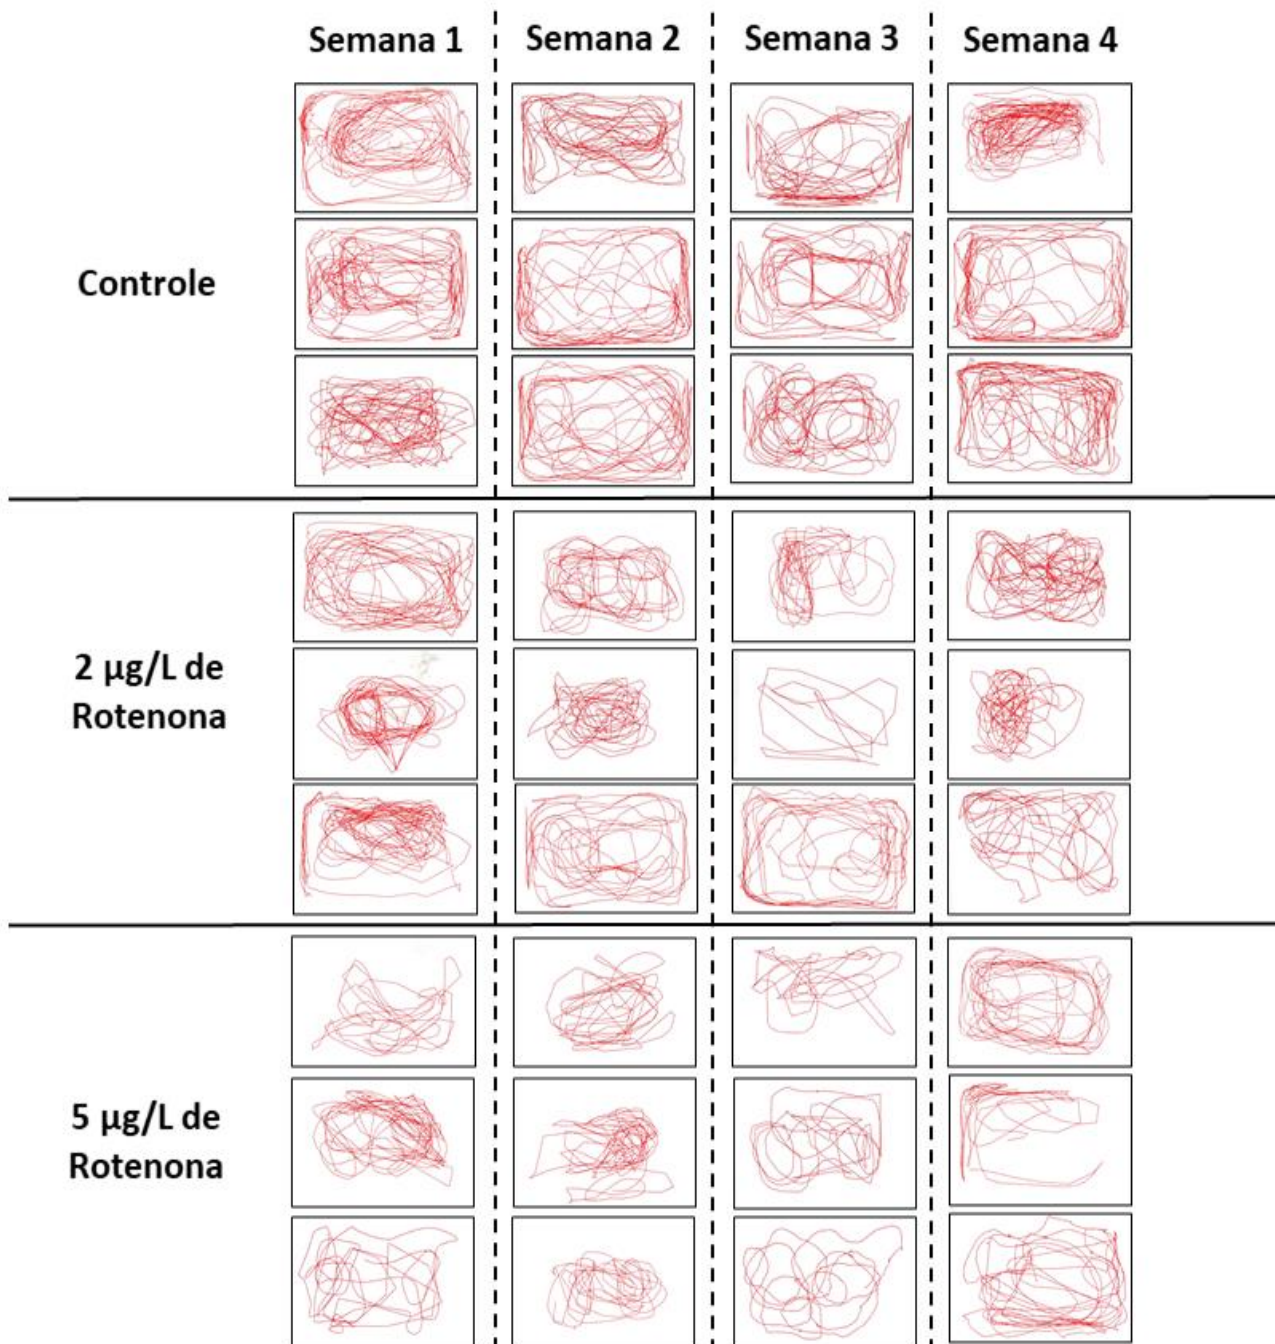 Semana 1
Semana 2
Semana 3
Semana 4
Controle
2 µg/L de
Rotenona
5 µg/L de
Rotenona